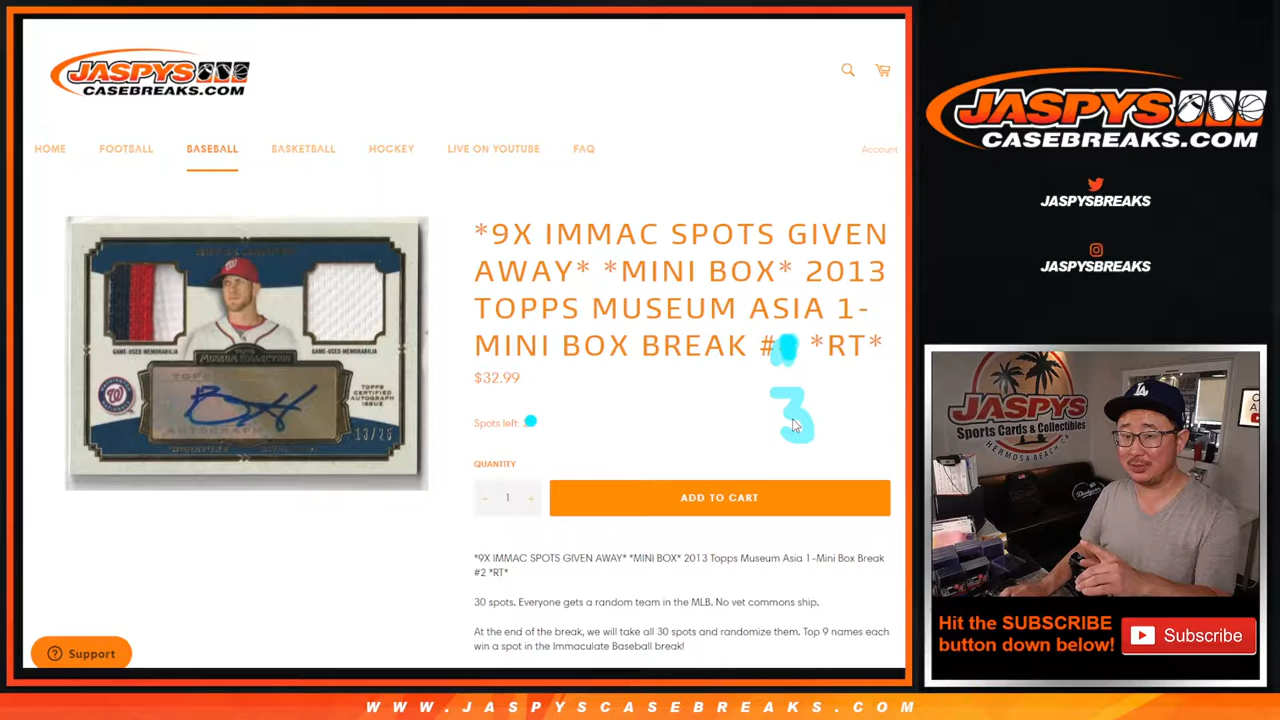 JASPYS
CASEBREAKS.COM
HOME
FOOTBALL
BASEBALL
BASKETBALL
HOCKEY
LIVE ON YOUTUBE
FAQ
Account
GAME-USED MEMORABILIA
GAME-USED MEMORABILIA
TOPPS
CERTIFIED
AUTOGRAPH
ISSUE
13/25
*9X IMMAC SPOTS GIVEN
AWAY* *MINI BOX* 2013
TOPPS MUSEUM ASIA 1-
MINI BOX BREAK # *RT*
3
$32.99
Spots left:
QUANTITY
− 1 +
ADD TO CART
*9X IMMAC SPOTS GIVEN AWAY* *MINI BOX* 2013 Topps Museum Asia 1-Mini Box Break
#2 *RT*
30 spots. Everyone gets a random team in the MLB. No vet commons ship.
At the end of the break, we will take all 30 spots and randomize them. Top 9 names each
win a spot in the Immaculate Baseball break!
Support
JASPYS
CASEBREAKS.COM
JASPYSBREAKS
JASPYSBREAKS
JASPYS
Sports Cards & Collectibles
HERMOSA BEACH,
LA
Dodgers
Hit the SUBSCRIBE
button down below!
Subscribe
WWW.JASPYSCASEBREAKS.COM